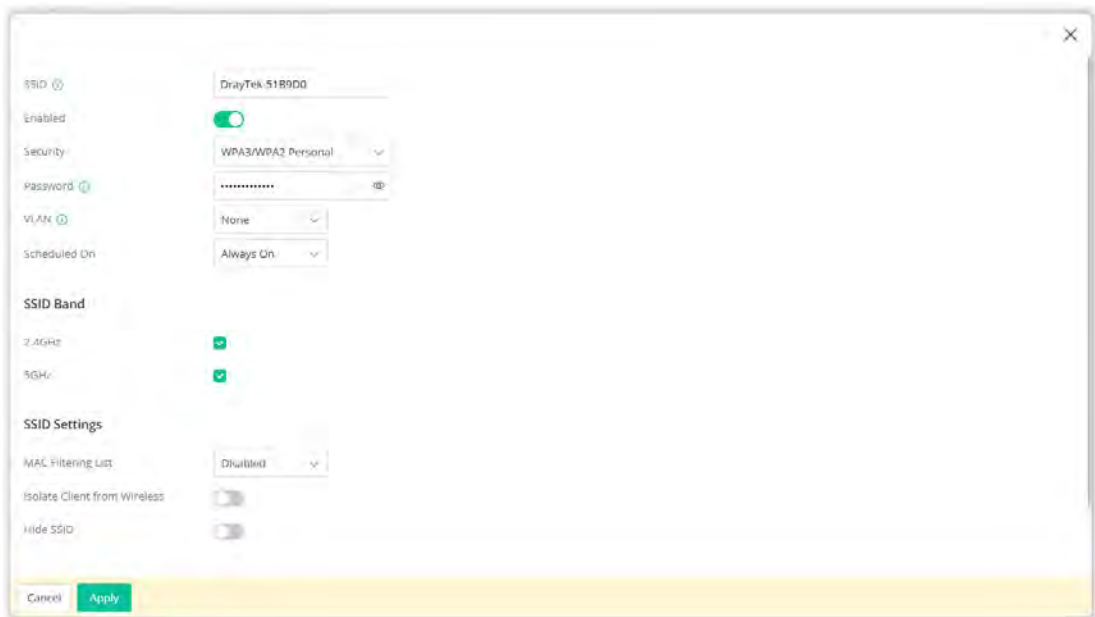 SSID
DrayTek-51B9D0
Enabled
Security
WPA3/WPA2 Personal
Password
•••••••••••••
VLAN
None
Scheduled On
Always On
SSID Band
2.4GHz
5GHz
SSID Settings
MAC Filtering List
Disabled
Isolate Client from Wireless
Hide SSID
Cancel
Apply